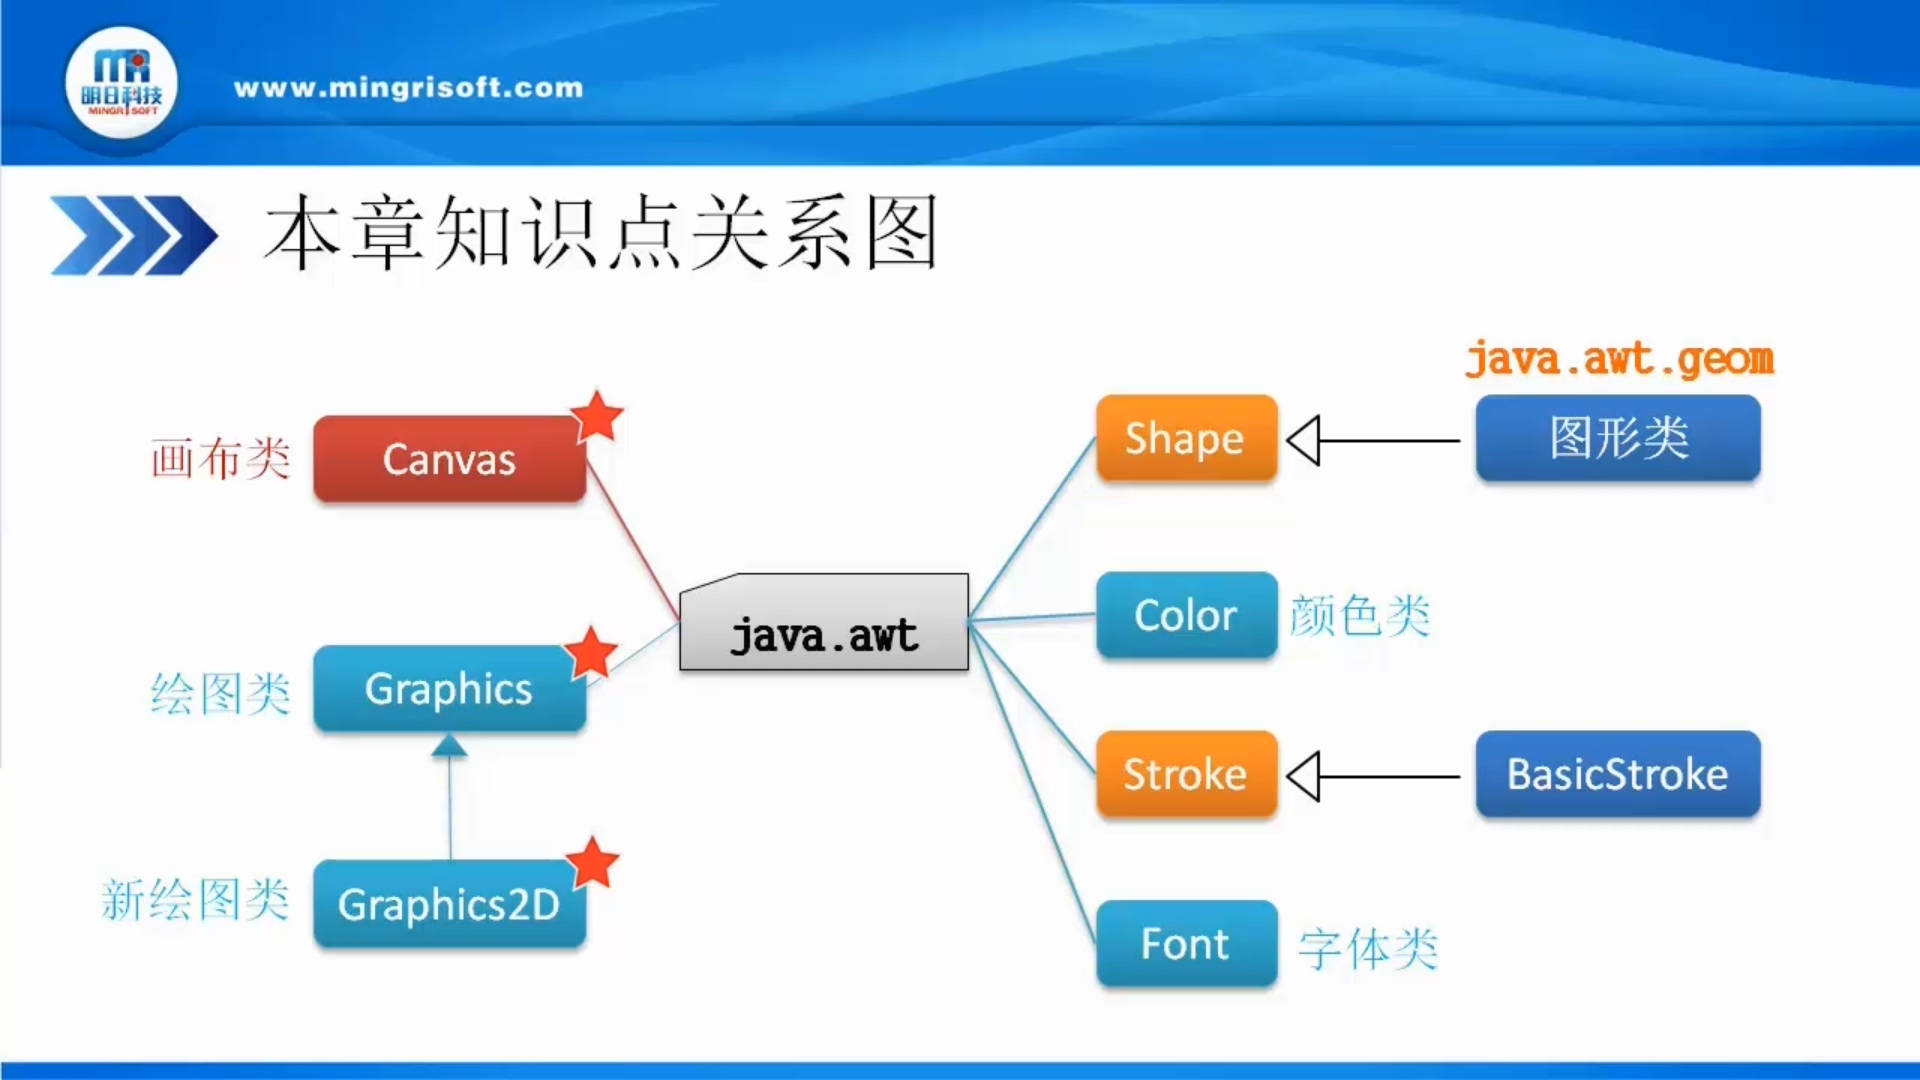 MR
明日科技
MINGRISOFT
www.mingrisoft.com
本章知识点关系图
java.awt.geom
画布类
Canvas
Shape
图形类
java.awt
Color
颜色类
绘图类
Graphics
Stroke
BasicStroke
新绘图类
Graphics2D
Font
字体类